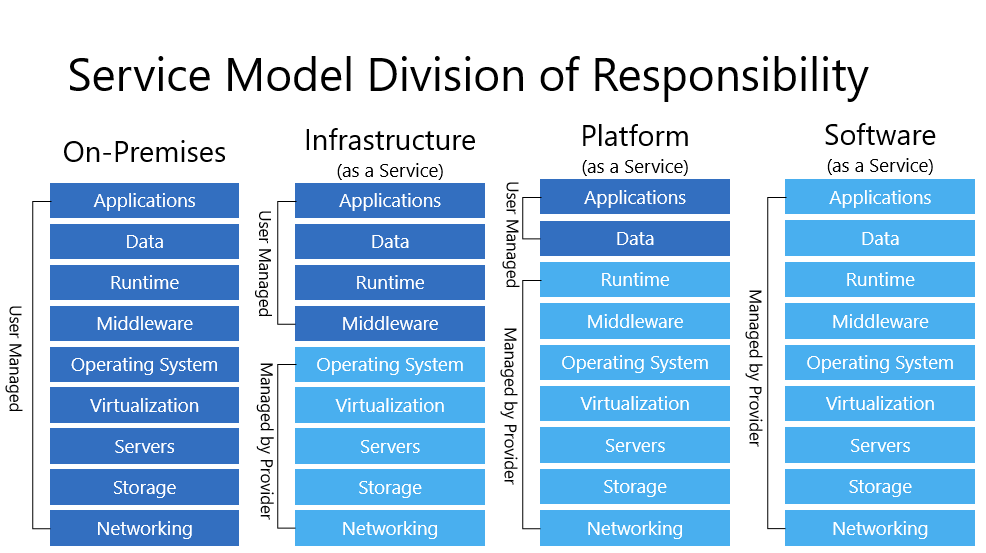 Service Model Division of Responsibility
On-Premises
User Managed
Applications
Data
Runtime
Middleware
Operating System
Virtualization
Servers
Storage
Networking
Infrastructure
(as a Service)
User Managed
Managed by Provider
Applications
Data
Runtime
Middleware
Operating System
Virtualization
Servers
Storage
Networking
Platform
(as a Service)
User Managed
Managed by Provider
Applications
Data
Runtime
Middleware
Operating System
Virtualization
Servers
Storage
Networking
Software
(as a Service)
Managed by Provider
Applications
Data
Runtime
Middleware
Operating System
Virtualization
Servers
Storage
Networking